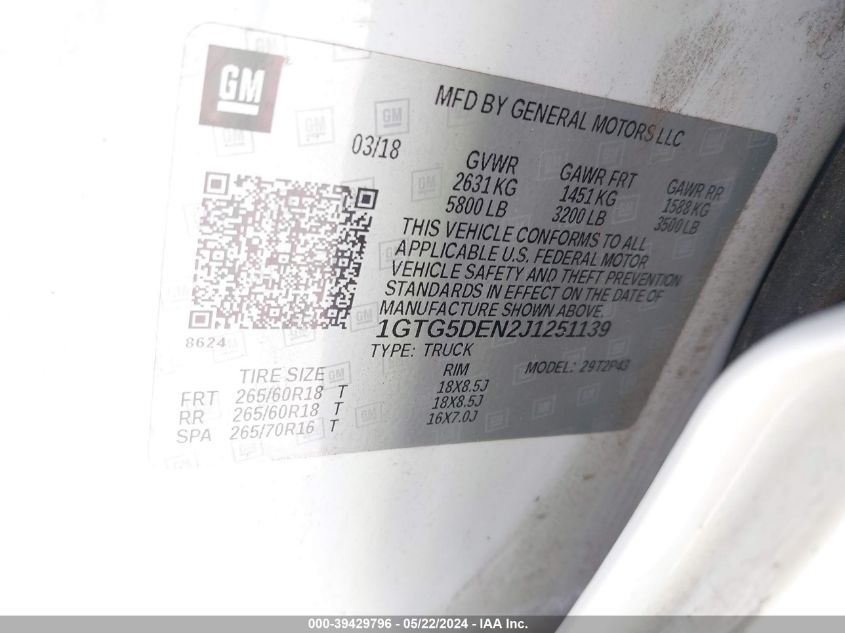 GM
MFD BY GENERAL MOTORS LLC
03/18
GVWR GAWR FRT GAWR RR
2631 KG 1451 KG 1588 KG
5800 LB 3200 LB 3500 LB
THIS VEHICLE CONFORMS TO ALL
APPLICABLE U.S. FEDERAL MOTOR
VEHICLE SAFETY AND THEFT PREVENTION
STANDARDS IN EFFECT ON THE DATE OF
MANUFACTURE SHOWN ABOVE.
1GTG5DEN2J1251139
8624
TYPE: TRUCK
MODEL: 29T2P43
TIRE SIZE RIM
FRT 265/60R18 T 18X8.5J
RR 265/60R18 T 18X8.5J
SPA 265/70R16 T 16X7.0J
000-39429796 - 05/22/2024 - IAA Inc.